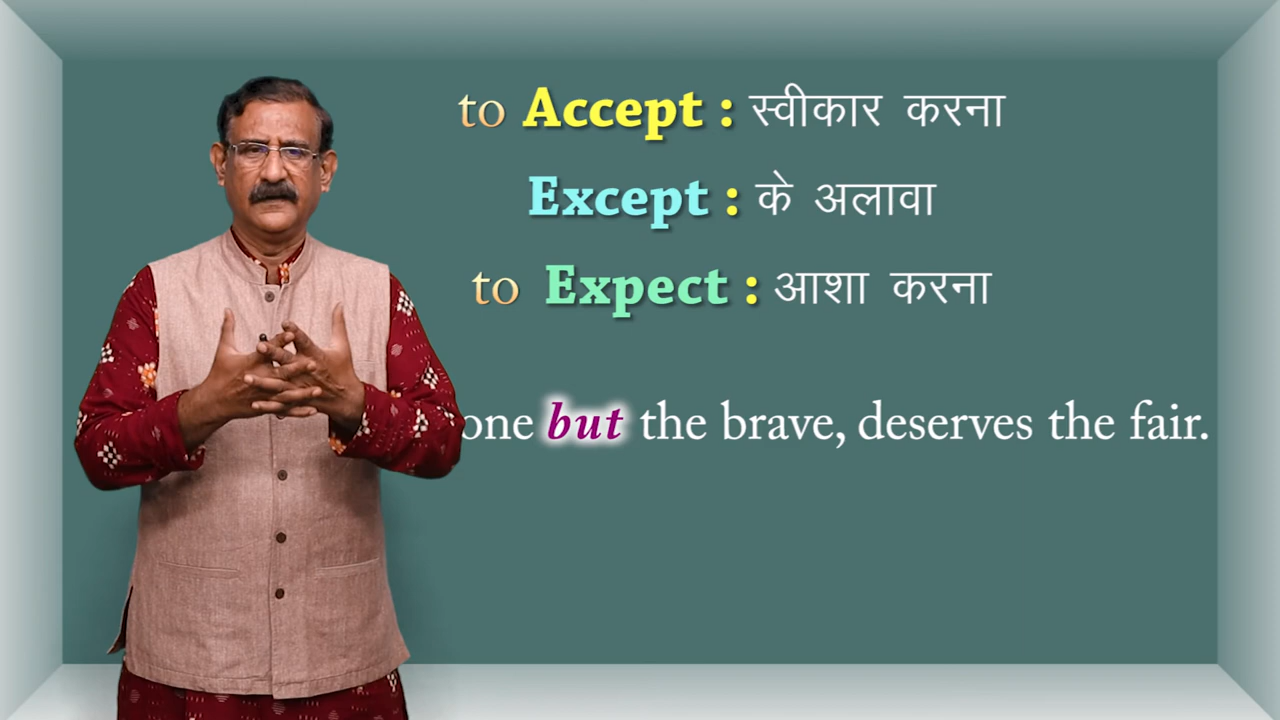 to Accept : स्वीकार करना
Except : के अलावा
to Expect : आशा करना
one but the brave, deserves the fair.